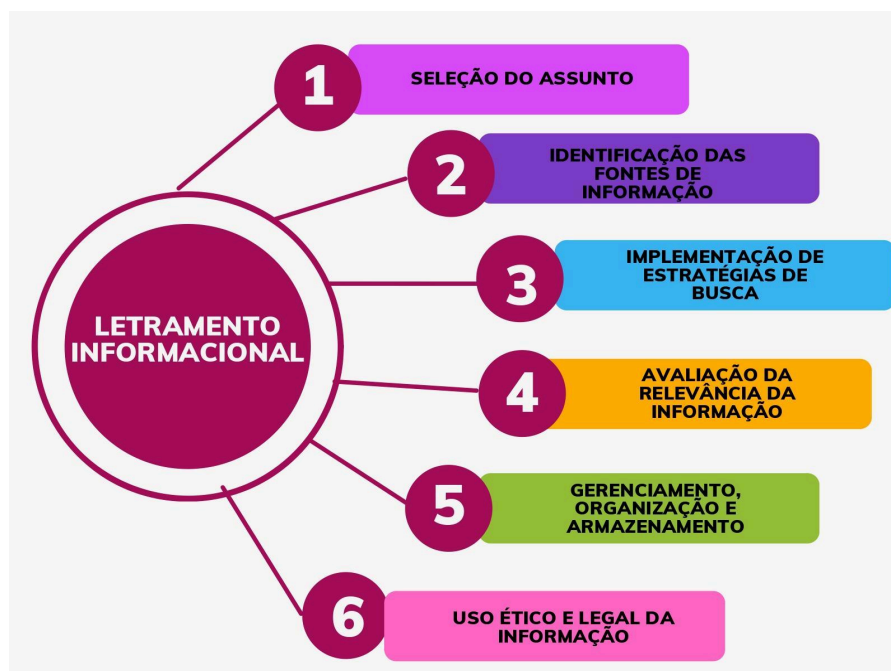 LETRAMENTO
INFORMACIONAL
1
SELEÇÃO DO ASSUNTO
2
IDENTIFICAÇÃO DAS
FONTES DE
INFORMAÇÃO
3
IMPLEMENTAÇÃO DE
ESTRATÉGIAS DE
BUSCA
4
AVALIAÇÃO DA
RELEVÂNCIA DA
INFORMAÇÃO
5
GERENCIAMENTO,
ORGANIZAÇÃO E
ARMAZENAMENTO
6
USO ÉTICO E LEGAL DA
INFORMAÇÃO